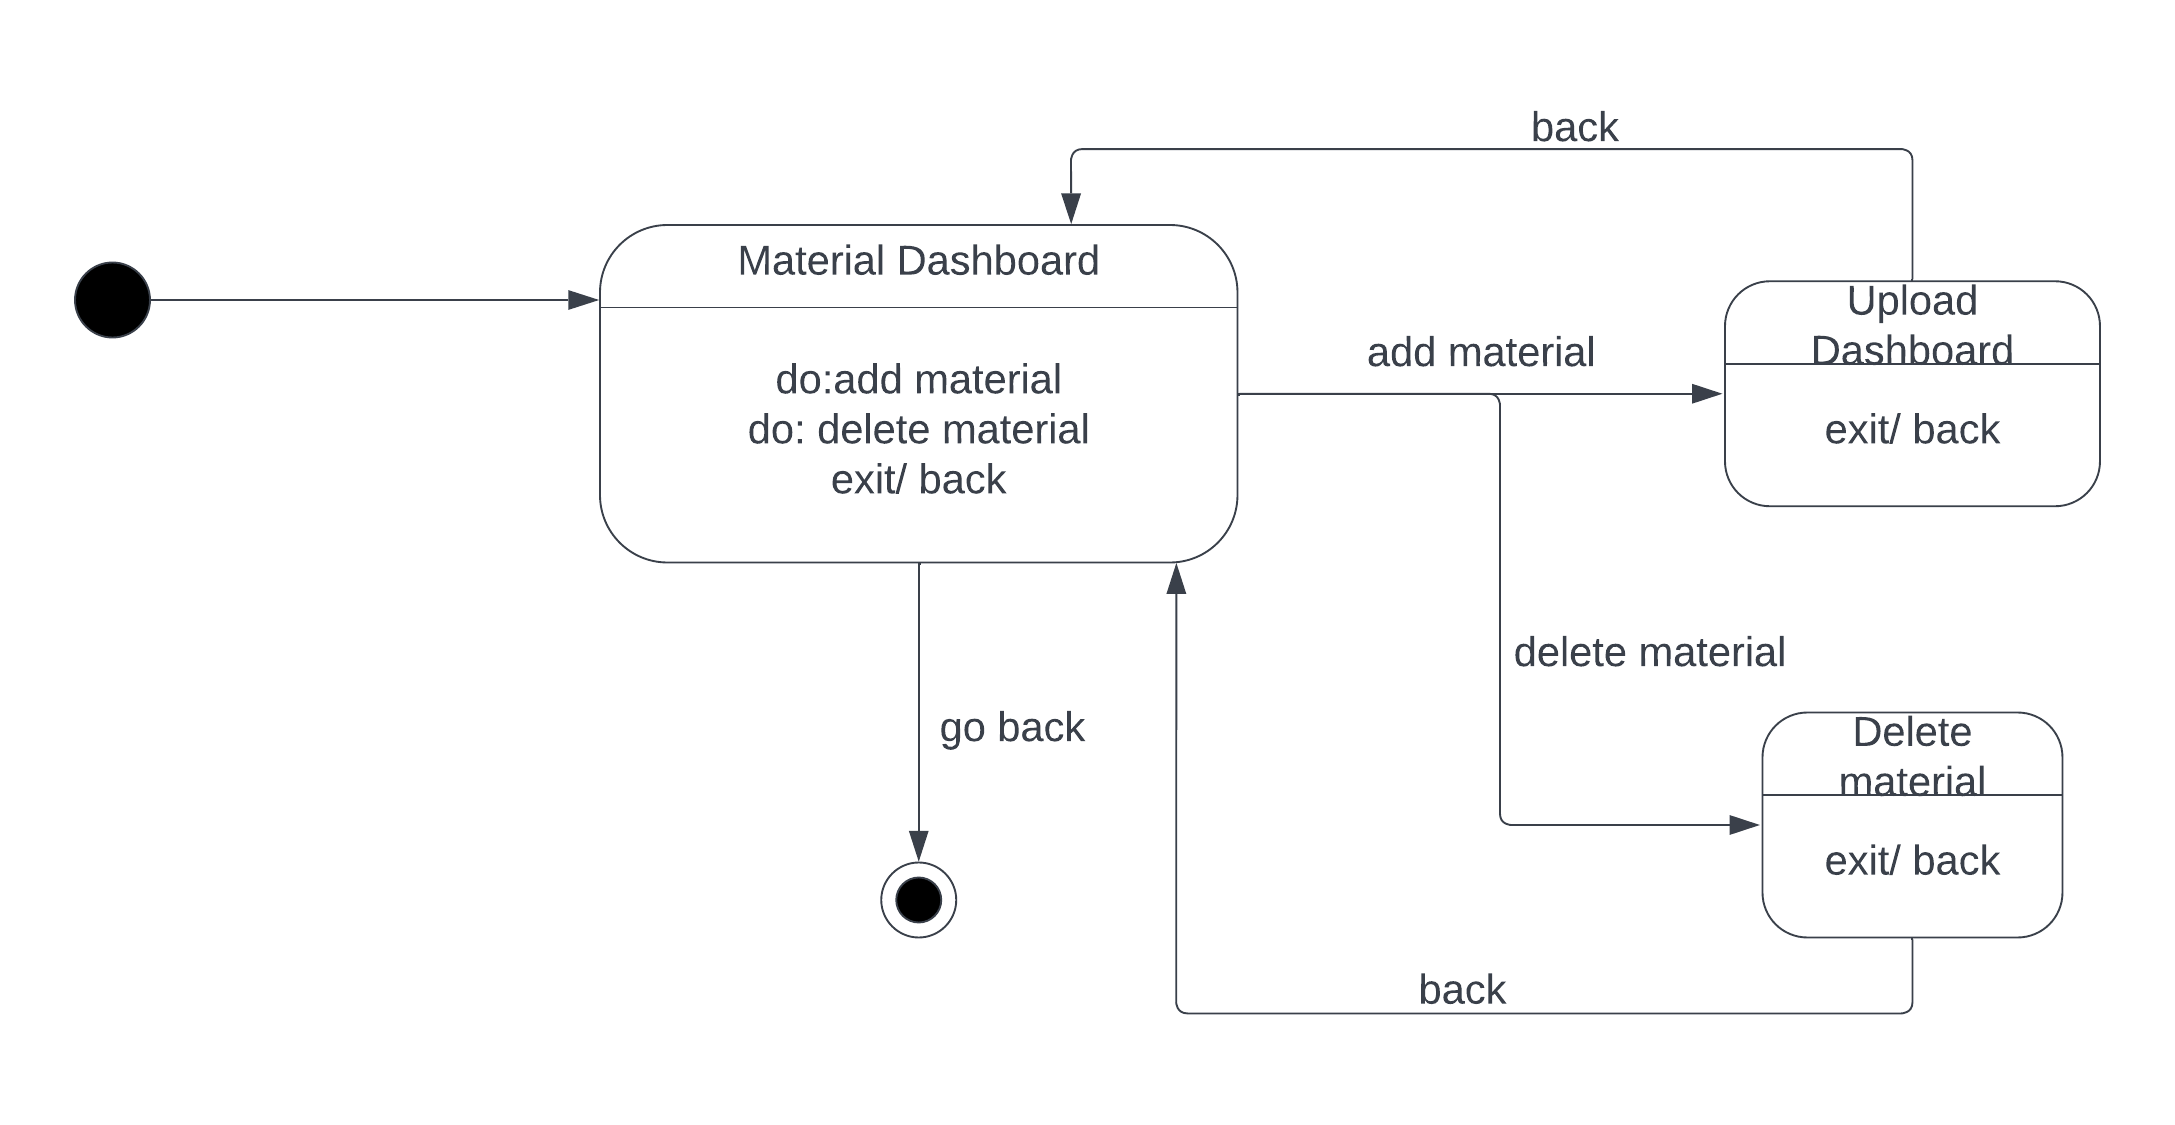 back
Material Dashboard
do:add material
do: delete material
exit/ back
add material
Upload
Dashboard
exit/ back
delete material
go back
Delete
material
exit/ back
back